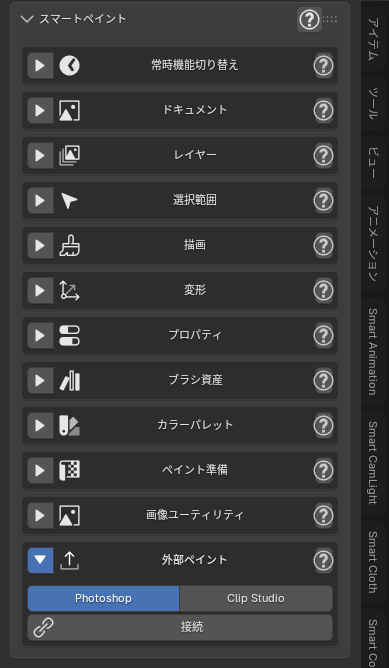 スマートペイント
常時機能切り替え
ドキュメント
レイヤー
選択範囲
描画
変形
プロパティ
ブラシ資産
カラーパレット
ペイント準備
画像ユーティリティ
外部ペイント
Photoshop
Clip Studio
接続
アイテム
ツール
ビュー
アニメーション
Smart Animation
Smart CamLight
Smart Cloth
Smart Co